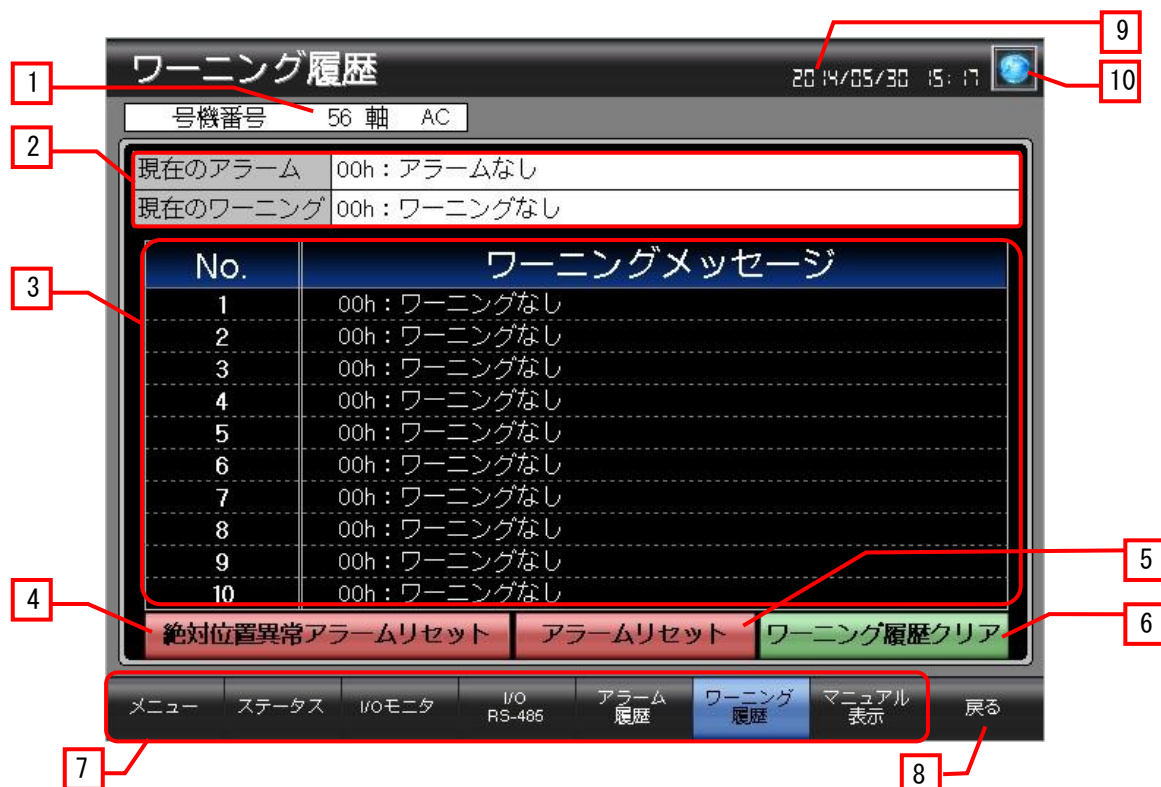 9
ワーニング履歴
2014/05/30 15:17
10
1
号機番号 56 軸 AC
2
現在のアラーム 00h：アラームなし
現在のワーニング 00h：ワーニングなし
3
No. ワーニングメッセージ
1 00h：ワーニングなし
2 00h：ワーニングなし
3 00h：ワーニングなし
4 00h：ワーニングなし
5 00h：ワーニングなし
6 00h：ワーニングなし
7 00h：ワーニングなし
8 00h：ワーニングなし
9 00h：ワーニングなし
10 00h：ワーニングなし
5
4
絶対位置異常アラームリセット アラームリセット ワーニング履歴クリア
6
メニュー ステータス I/Oモニタ I/O RS-485 アラーム履歴 ワーニング履歴 マニュアル表示 戻る
7
8